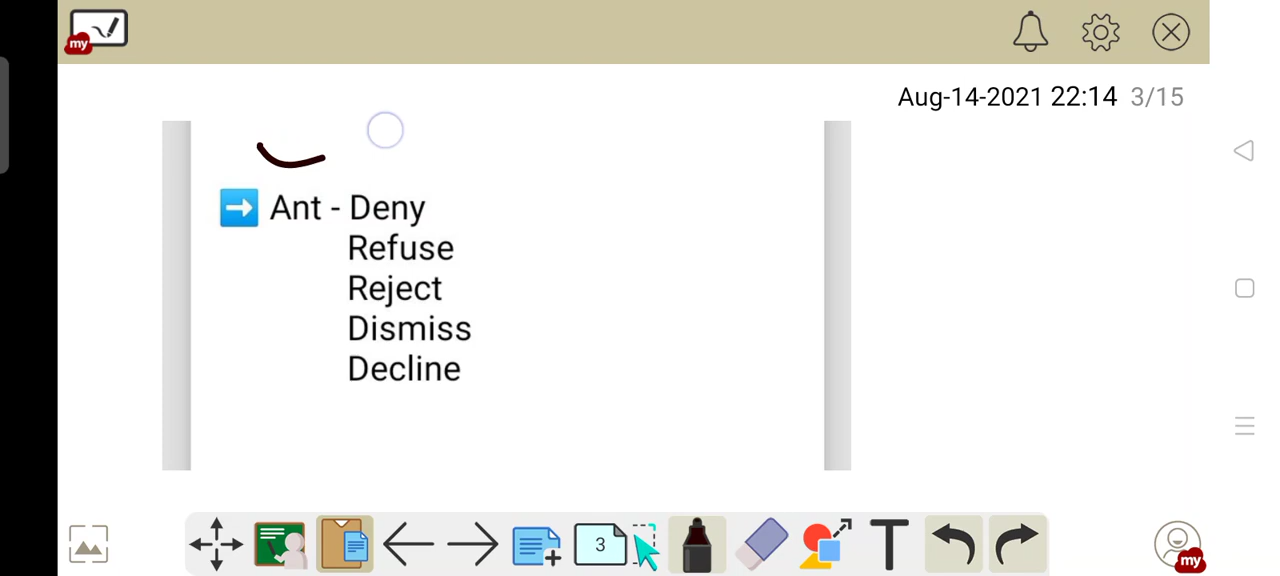 my
Aug-14-2021 22:14 3/15
➡ Ant - Deny
Refuse
Reject
Dismiss
Decline
3
T
my